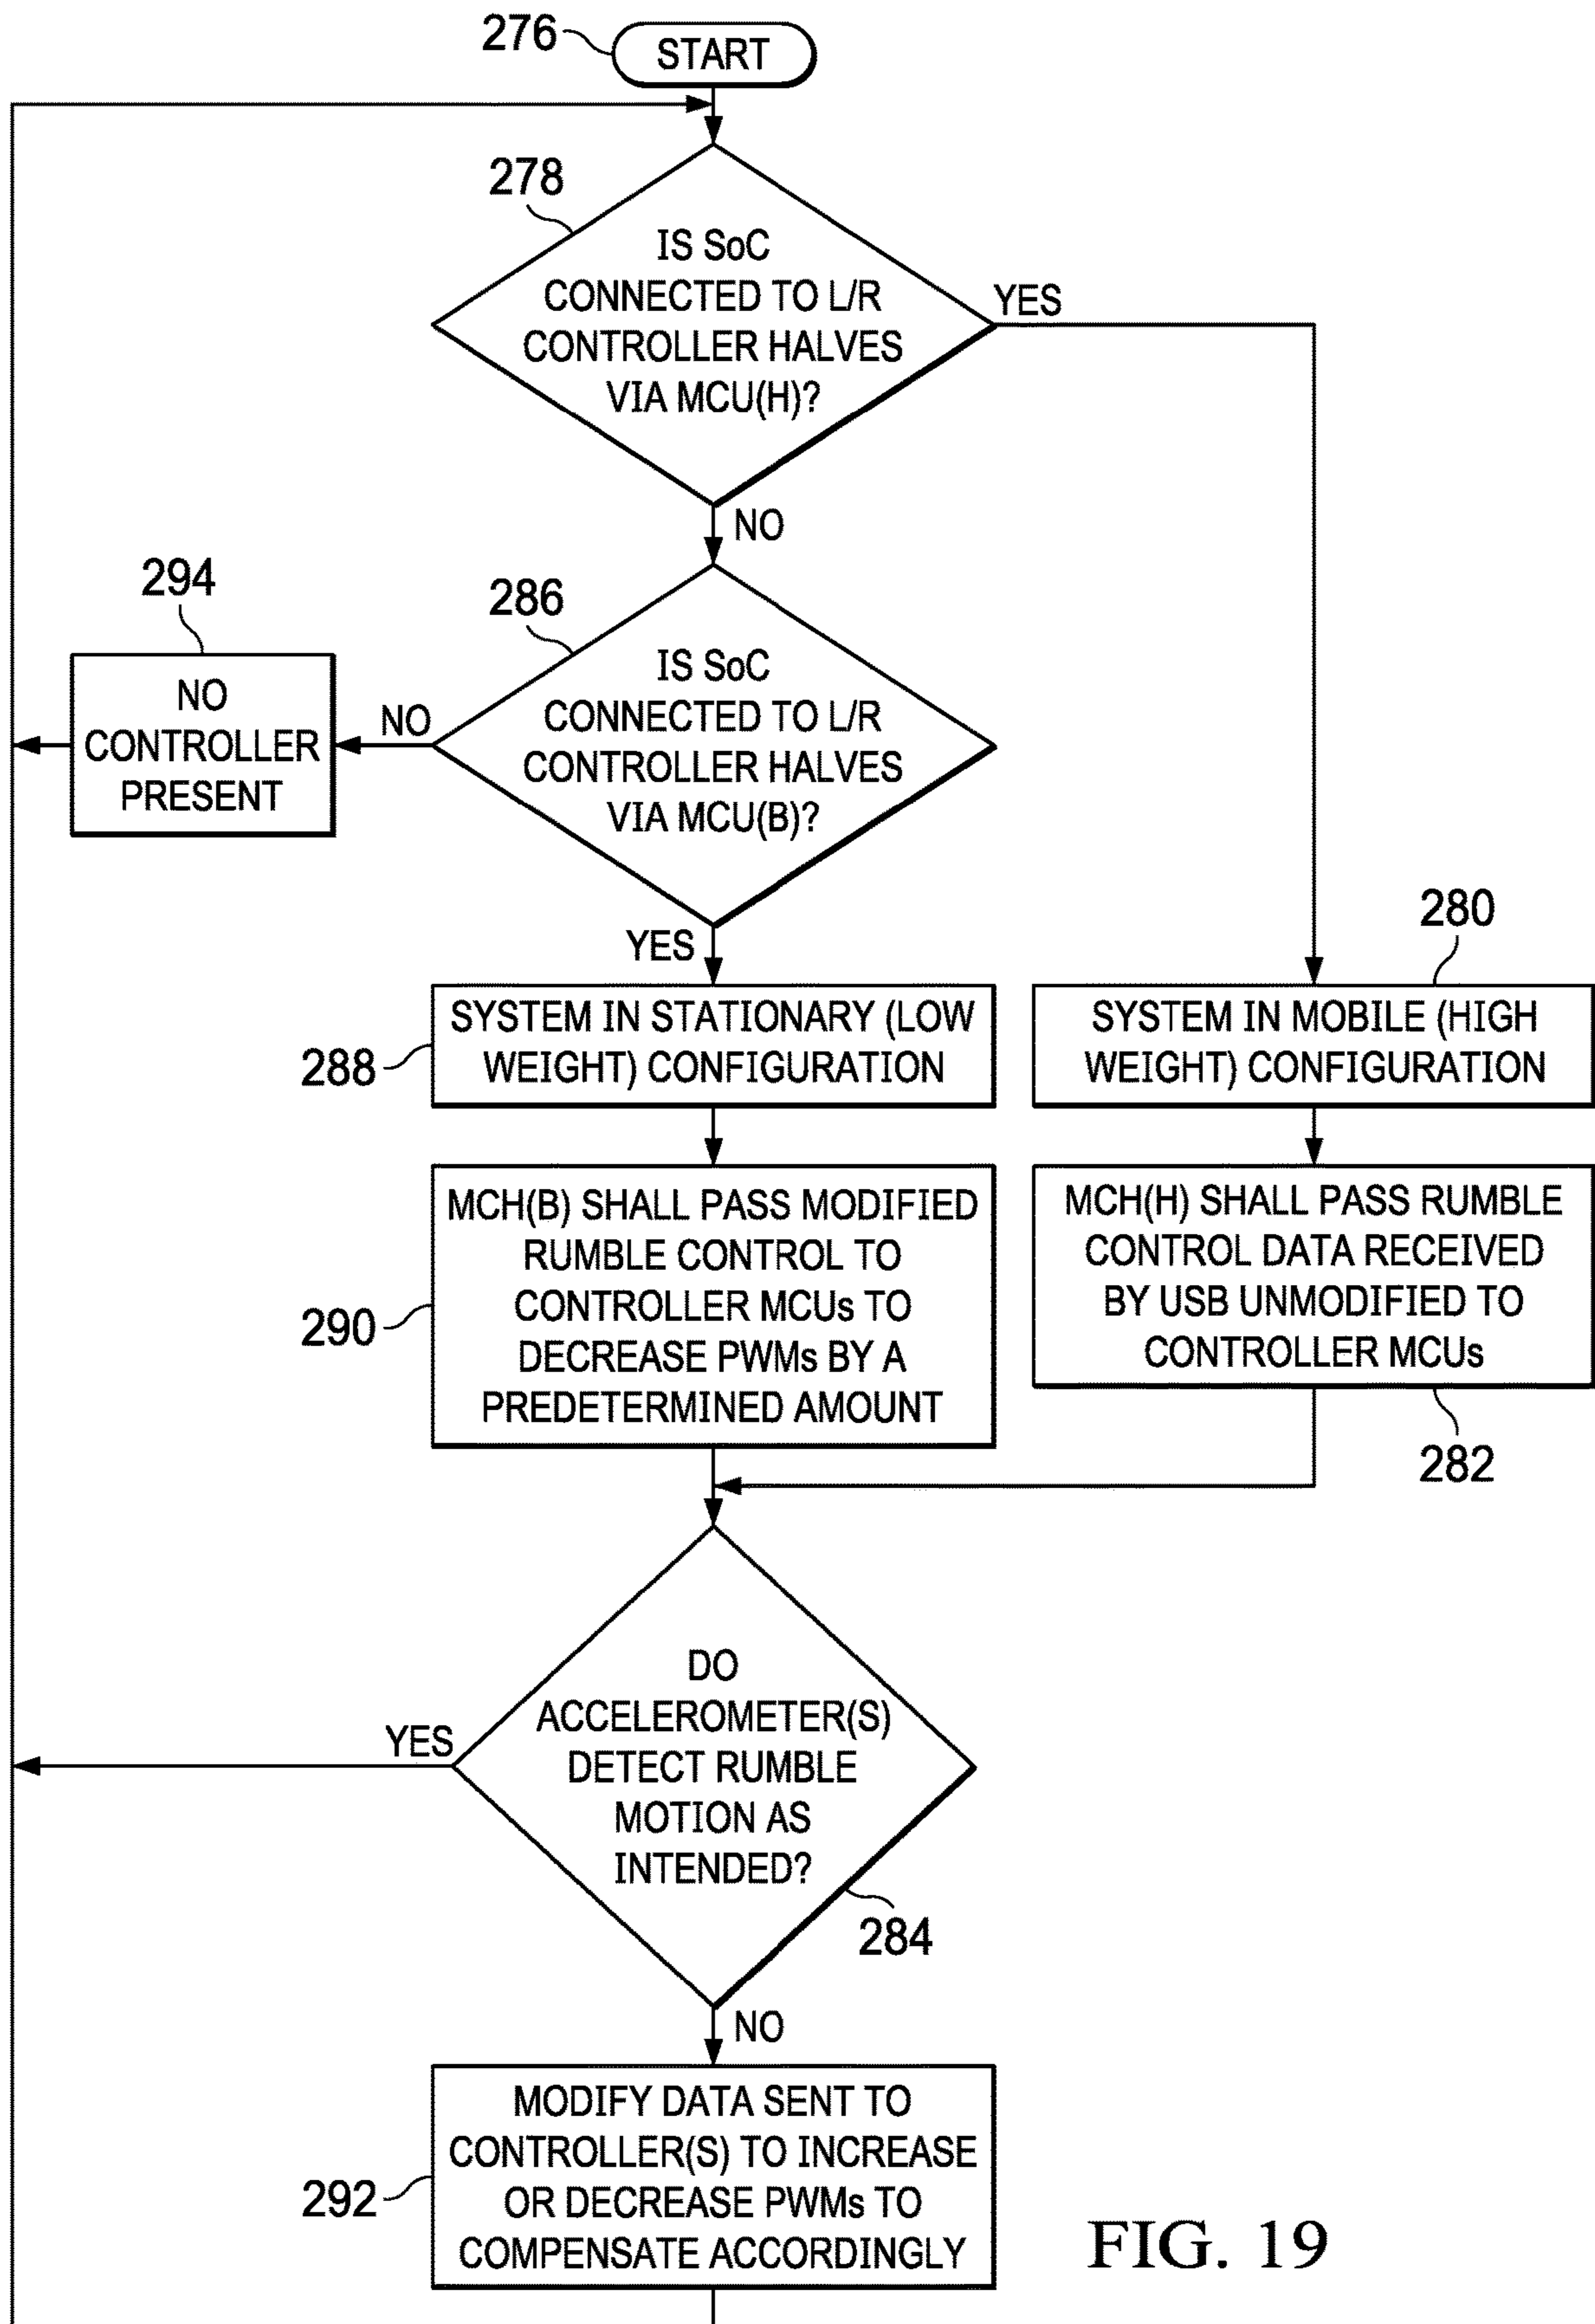 276
START
278
IS SoC
CONNECTED TO L/R
CONTROLLER HALVES
VIA MCU(H)?
YES
NO
294
NO
CONTROLLER
PRESENT
NO
286
IS SoC
CONNECTED TO L/R
CONTROLLER HALVES
VIA MCU(B)?
YES
280
288
SYSTEM IN STATIONARY (LOW
WEIGHT) CONFIGURATION
SYSTEM IN MOBILE (HIGH
WEIGHT) CONFIGURATION
290
MCH(B) SHALL PASS MODIFIED
RUMBLE CONTROL TO
CONTROLLER MCUs TO
DECREASE PWMs BY A
PREDETERMINED AMOUNT
MCH(H) SHALL PASS RUMBLE
CONTROL DATA RECEIVED
BY USB UNMODIFIED TO
CONTROLLER MCUs
282
DO
ACCELEROMETER(S)
DETECT RUMBLE
MOTION AS
INTENDED?
YES
284
NO
292
MODIFY DATA SENT TO
CONTROLLER(S) TO INCREASE
OR DECREASE PWMs TO
COMPENSATE ACCORDINGLY
FIG. 19